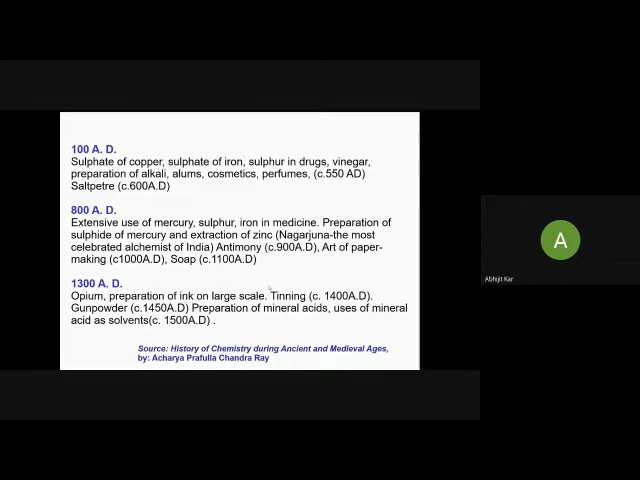 100 A. D.
Sulphate of copper, sulphate of iron, sulphur in drugs, vinegar,
preparation of alkali, alums, cosmetics, perfumes, (c.550 AD)
Saltpetre (c.600A.D)
800 A. D.
Extensive use of mercury, sulphur, iron in medicine. Preparation of
sulphide of mercury and extraction of zinc (Nagarjuna-the most
celebrated alchemist of India) Antimony (c.900A.D), Art of paper-
making (c1000A.D), Soap (c.1100A.D)
1300 A. D.
Opium, preparation of ink on large scale. Tinning (c. 1400A.D).
Gunpowder (c.1450A.D) Preparation of mineral acids, uses of mineral
acid as solvents(c. 1500A.D) .
Source: History of Chemistry during Ancient and Medieval Ages,
by: Acharya Prafulla Chandra Ray
A
Abhijit Kar